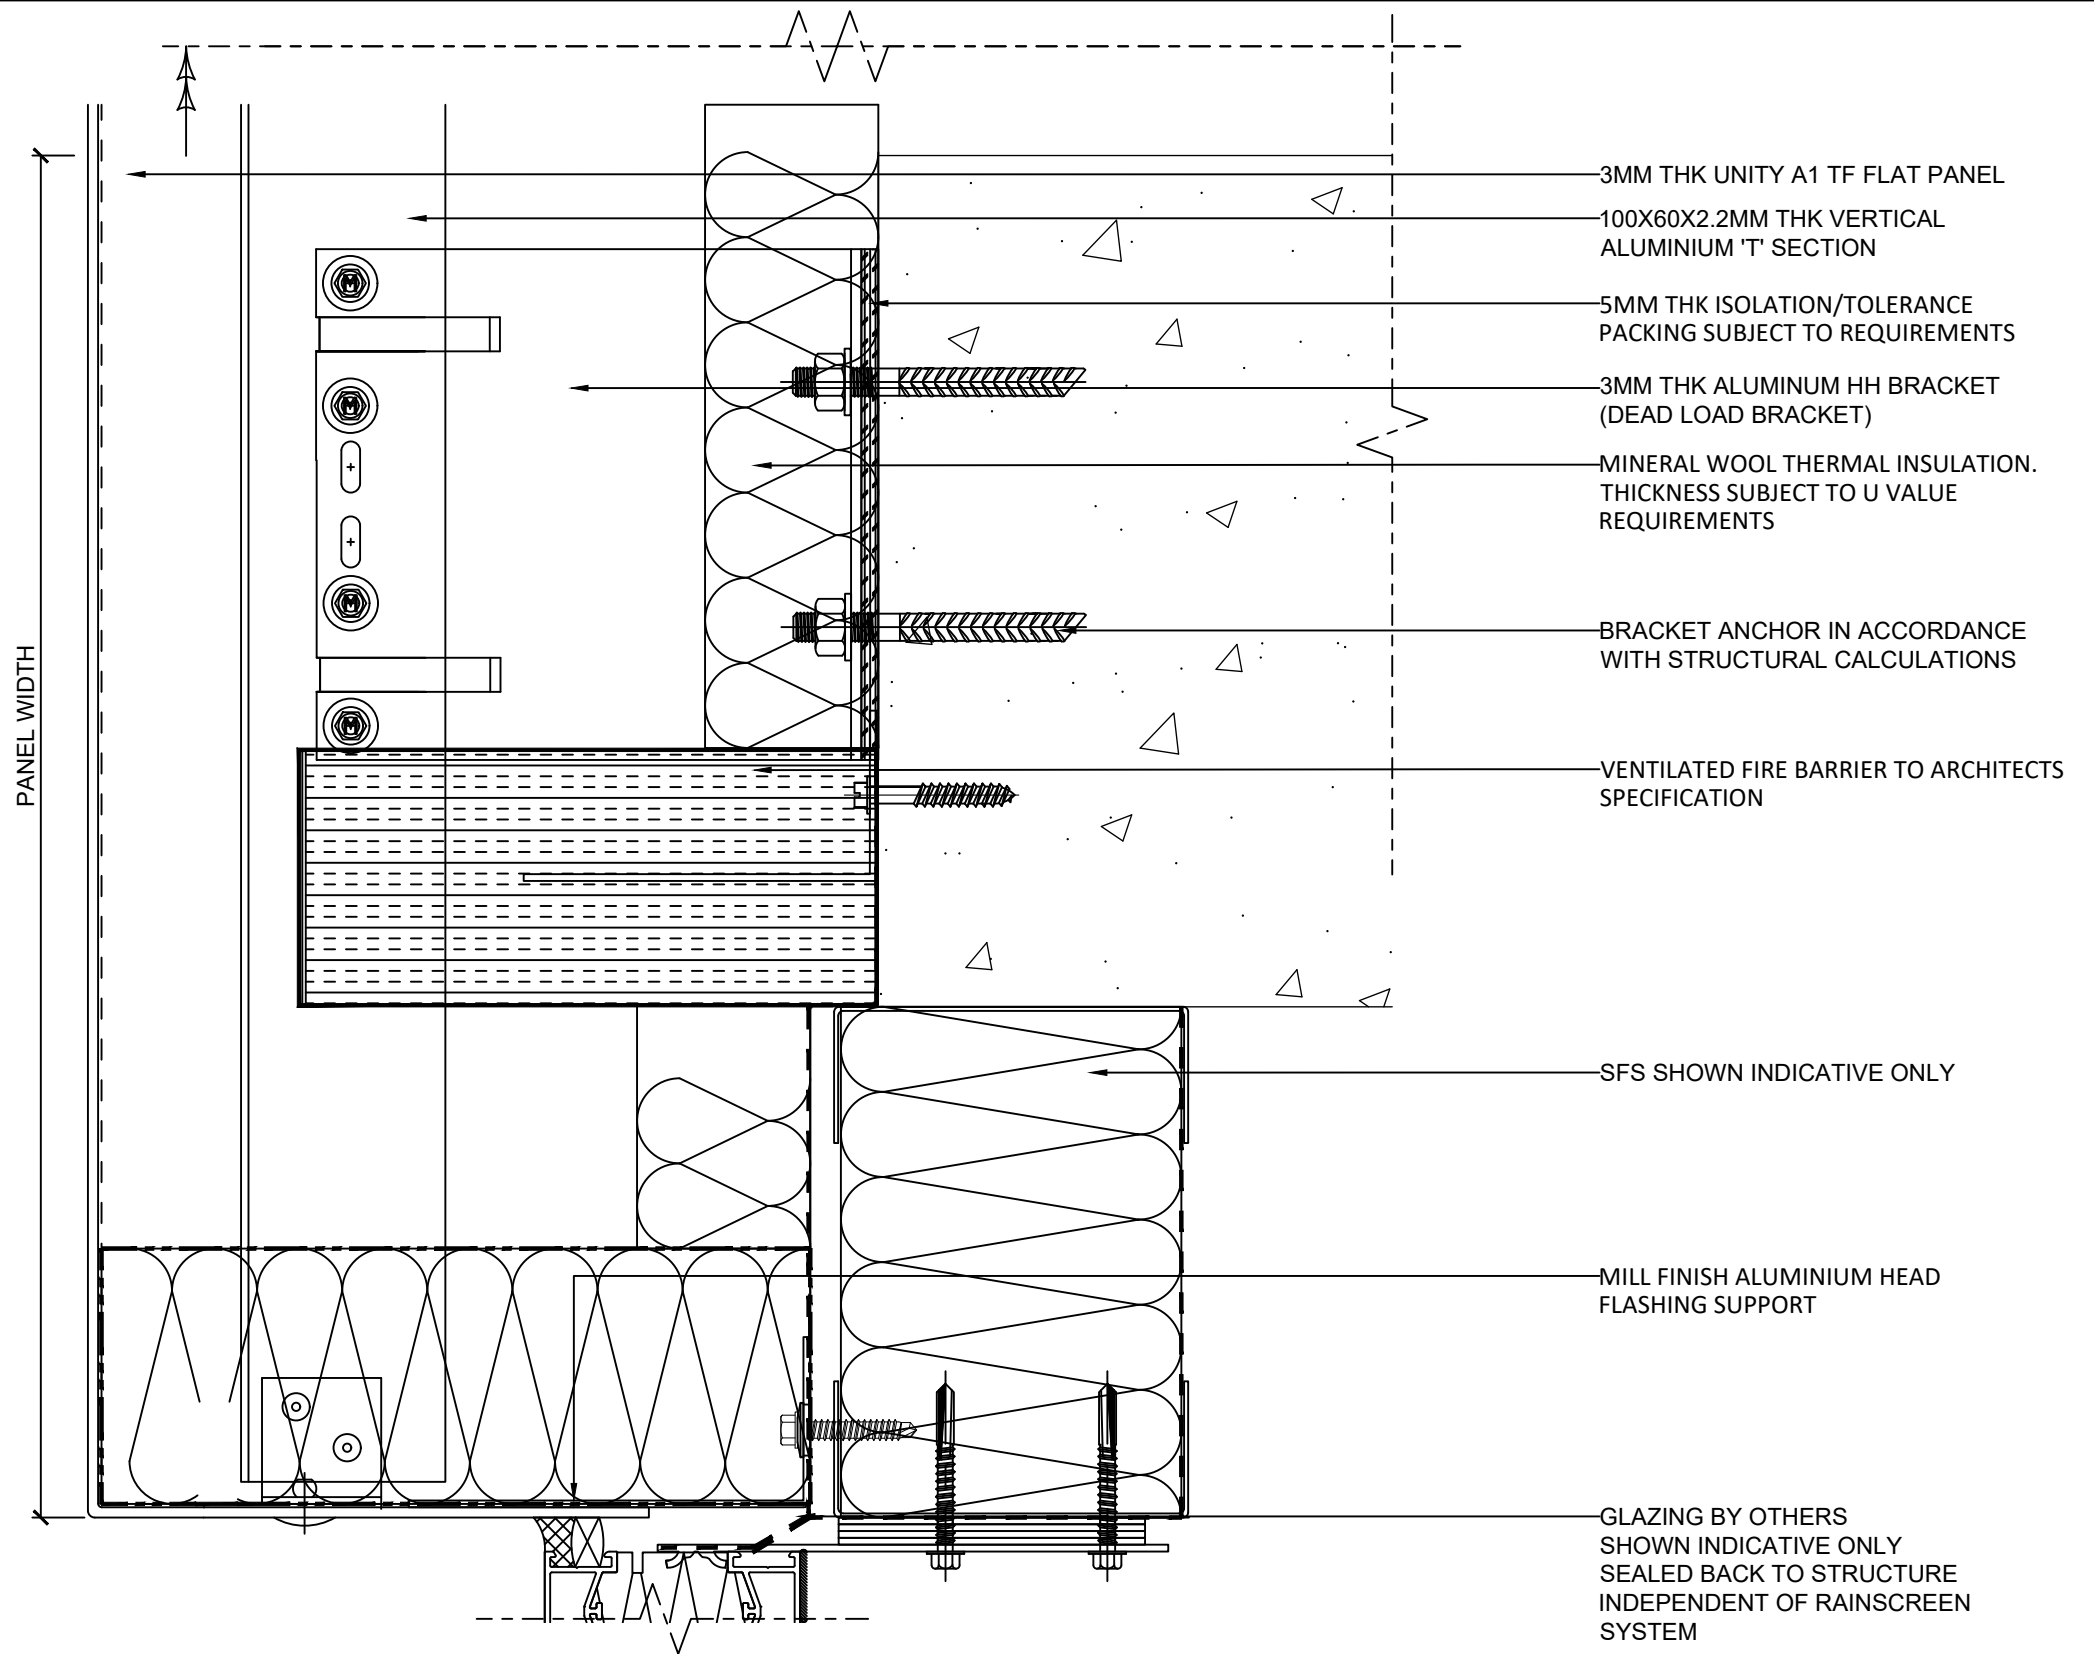 3MM THK UNITY A1 TF FLAT PANEL
100X60X2.2MM THK VERTICAL
ALUMINIUM 'T' SECTION
5MM THK ISOLATION/TOLERANCE
PACKING SUBJECT TO REQUIREMENTS
3MM THK ALUMINUM HH BRACKET
(DEAD LOAD BRACKET)
MINERAL WOOL THERMAL INSULATION.
THICKNESS SUBJECT TO U VALUE
REQUIREMENTS
BRACKET ANCHOR IN ACCORDANCE
WITH STRUCTURAL CALCULATIONS
PANEL WIDTH
VENTILATED FIRE BARRIER TO ARCHITECTS
SPECIFICATION
SFS SHOWN INDICATIVE ONLY
MILL FINISH ALUMINIUM HEAD
FLASHING SUPPORT
GLAZING BY OTHERS
SHOWN INDICATIVE ONLY
SEALED BACK TO STRUCTURE
INDEPENDENT OF RAINSCREEN
SYSTEM
M
M
M
M